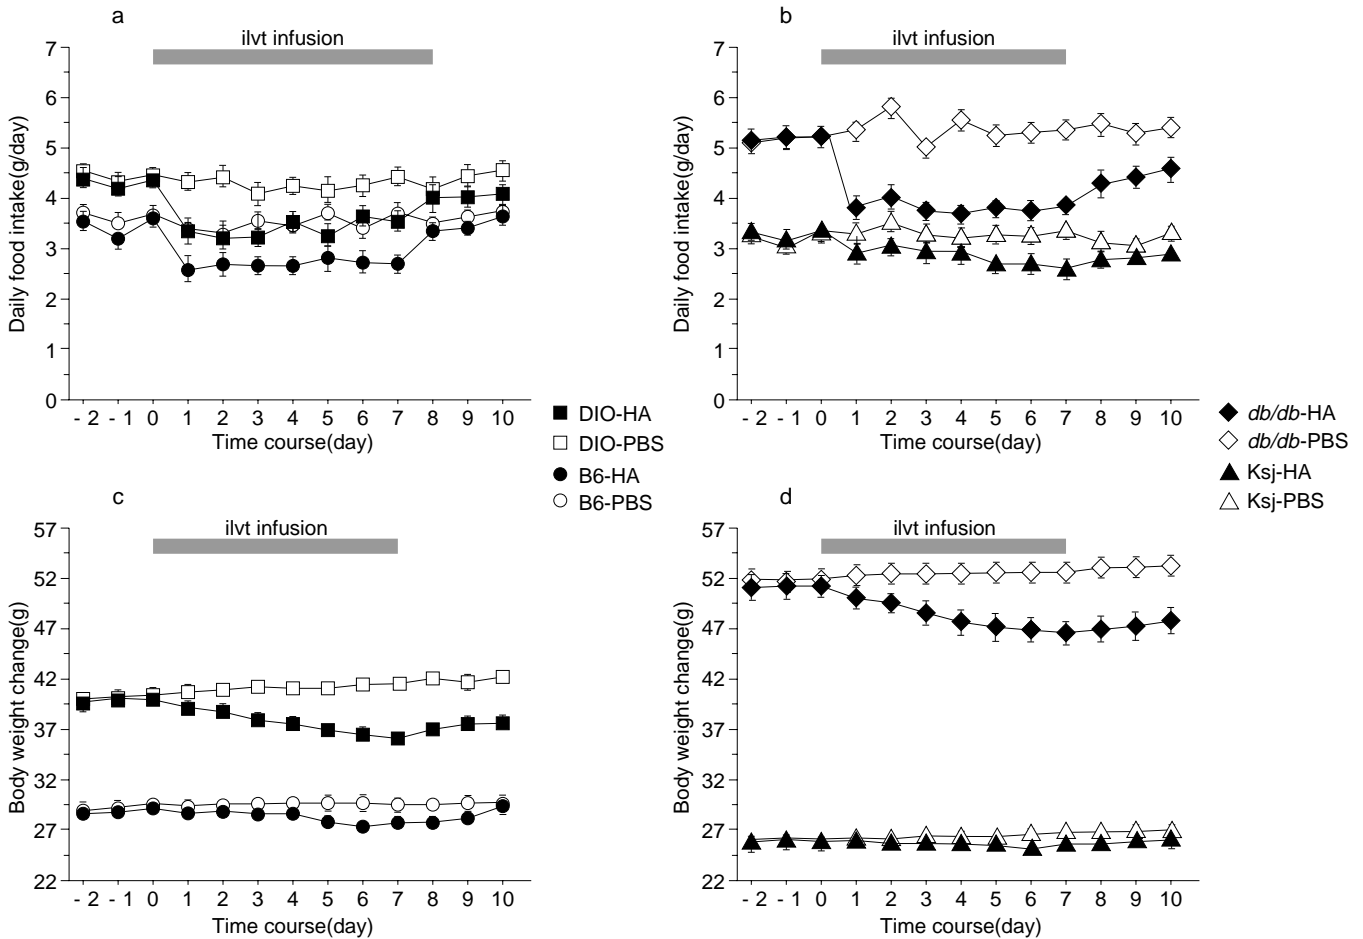 a
ilvt infusion
7
6
5
4
3
2
1
0
Daily food intake(g/day)
- 2 - 1 0 1 2 3 4 5 6 7 8 9 10
Time course(day)
b
ilvt infusion
7
6
5
4
3
2
1
0
Daily food intake(g/day)
- 2 - 1 0 1 2 3 4 5 6 7 8 9 10
Time course(day)
DIO-HA
DIO-PBS
B6-HA
B6-PBS
db/db-HA
db/db-PBS
Ksj-HA
Ksj-PBS
c
ilvt infusion
57
52
47
42
37
32
27
22
Body weight change(g)
- 2 - 1 0 1 2 3 4 5 6 7 8 9 10
Time course(day)
d
ilvt infusion
57
52
47
42
37
32
27
22
Body weight change(g)
- 2 - 1 0 1 2 3 4 5 6 7 8 9 10
Time course(day)